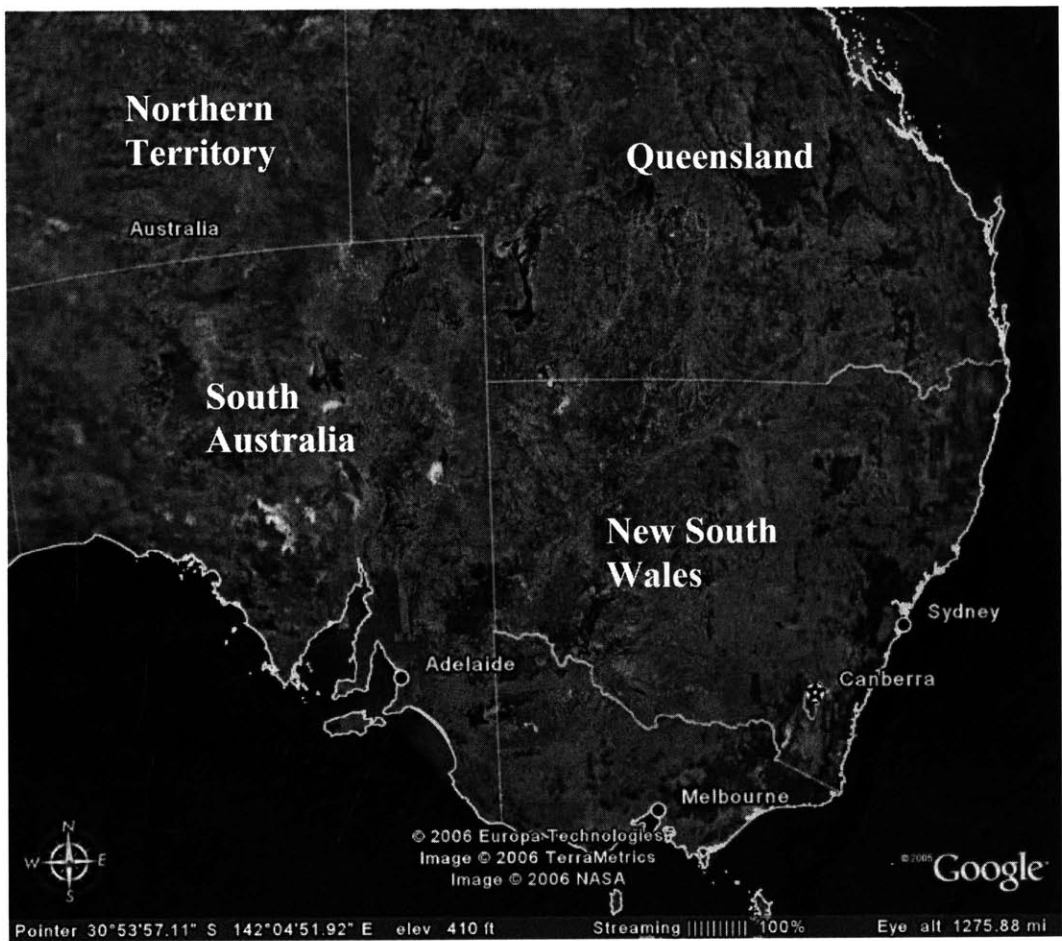 Northern
Territory
Queensland
Australia
South
Australia
New South
Wales
Sydney
Adelaide
Canberra
Melbourne
© 2006 Europa Technologies
Image © 2006 TerraMetrics
Image © 2006 NASA
©2005 Google
N
W E
S
Pointer 30°53'57.11" S 142°04'51.92" E elev 410 ft Streaming |||||||||| 100% Eye alt 1275.88 mi